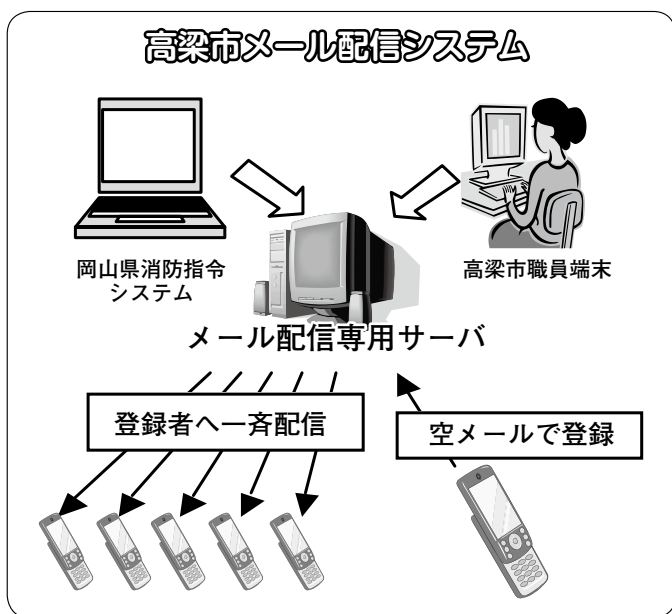 高梁市メール配信システム
岡山県消防指令
システム
高梁市職員端末
メール配信専用サーバ
登録者へ一斉配信
空メールで登録